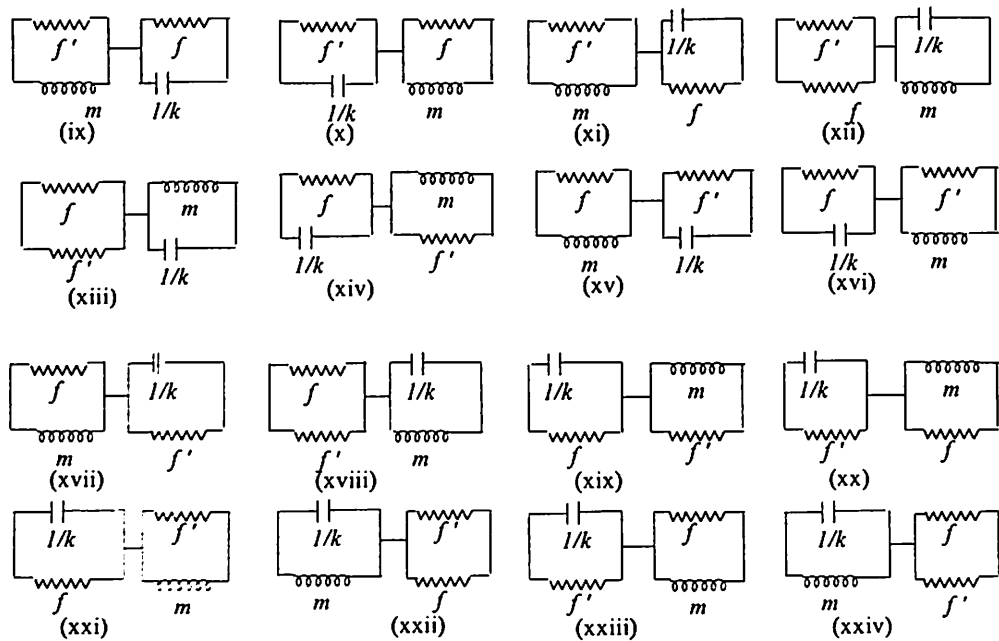 f' f f' f f' 1/k f' 1/k
m 1/k 1/k m m f f m
(ix) (x) (xi) (xii)
f m f m f f' f f'
f' 1/k 1/k f' m 1/k 1/k m
(xiii) (xiv) (xv) (xvi)
f 1/k f 1/k 1/k m 1/k m
m f' f' m f f' f' f
(xvii) (xviii) (xix) (xx)
1/k f' 1/k f' 1/k f 1/k f
f m m f f' m m f'
(xxi) (xxii) (xxiii) (xxiv)